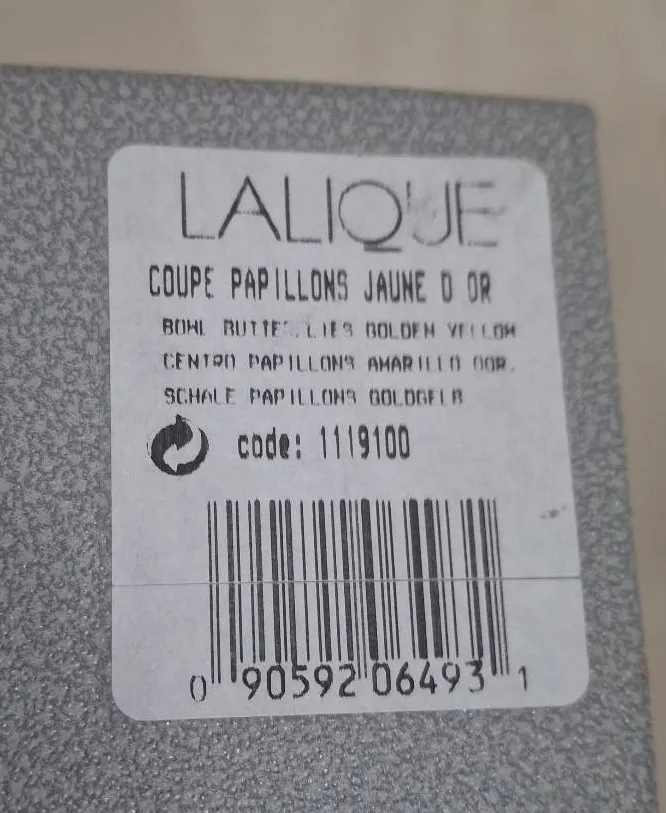 LALIQUE
COUPE PAPILLONS JAUNE D OR
BOWL GOLDEN YELLOW
CENTRO PAPILLONS AMARILLO DOR.
SCHALE PAPILLONS GOLDGELB
code: 1119100
0 90592 06493 1